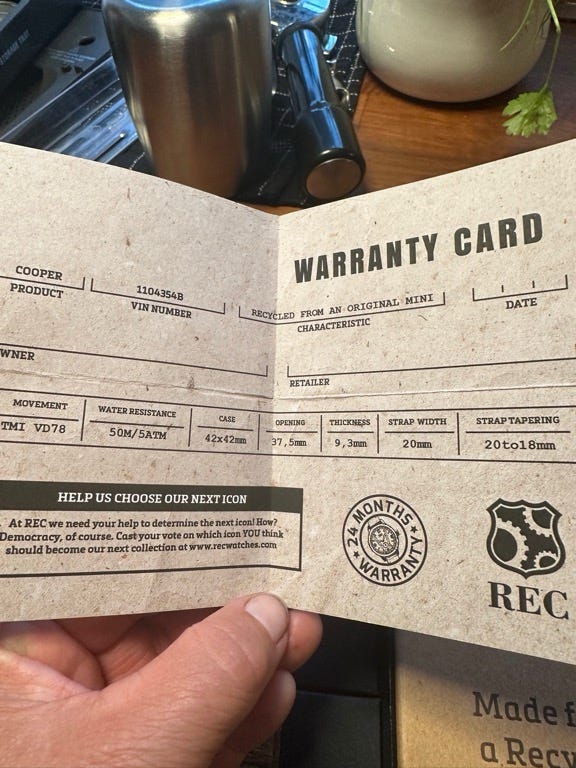 WARRANTY CARD
COOPER
PRODUCT
1104354B
VIN NUMBER
RECYCLED FROM AN ORIGINAL MINI
CHARACTERISTIC
DATE
WNER
RETAILER
MOVEMENT
TMI VD78
WATER RESISTANCE
50M/5ATM
CASE
42x42mm
OPENING
37,5mm
THICKNESS
9,3mm
STRAP WIDTH
20mm
STRAP TAPERING
20to18mm
HELP US CHOOSE OUR NEXT ICON
At REC we need your help to determine the next icon! How?
Democracy, of course. Cast your vote on which icon YOU think
should become our next collection at www.recwatches.com
24 MONTHS
WARRANTY
REC
Made f
a Recy